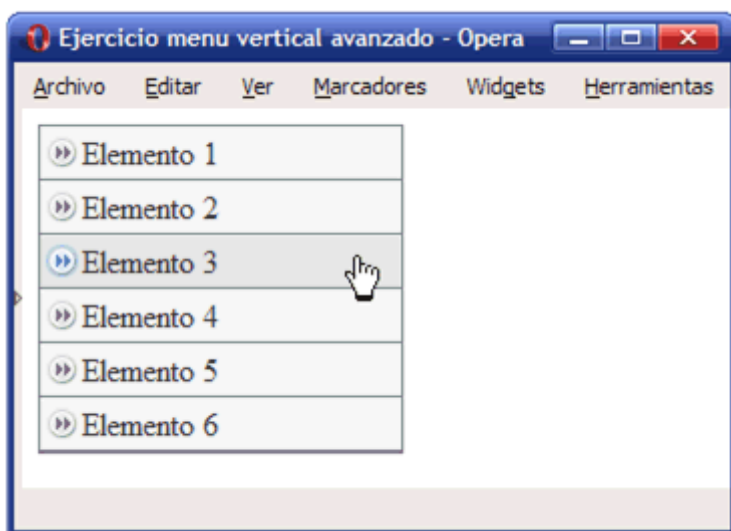 Ejercicio menu vertical avanzado - Opera
Archivo Editar Ver Marcadores Widgets Herramientas
Elemento 1
Elemento 2
Elemento 3
Elemento 4
Elemento 5
Elemento 6